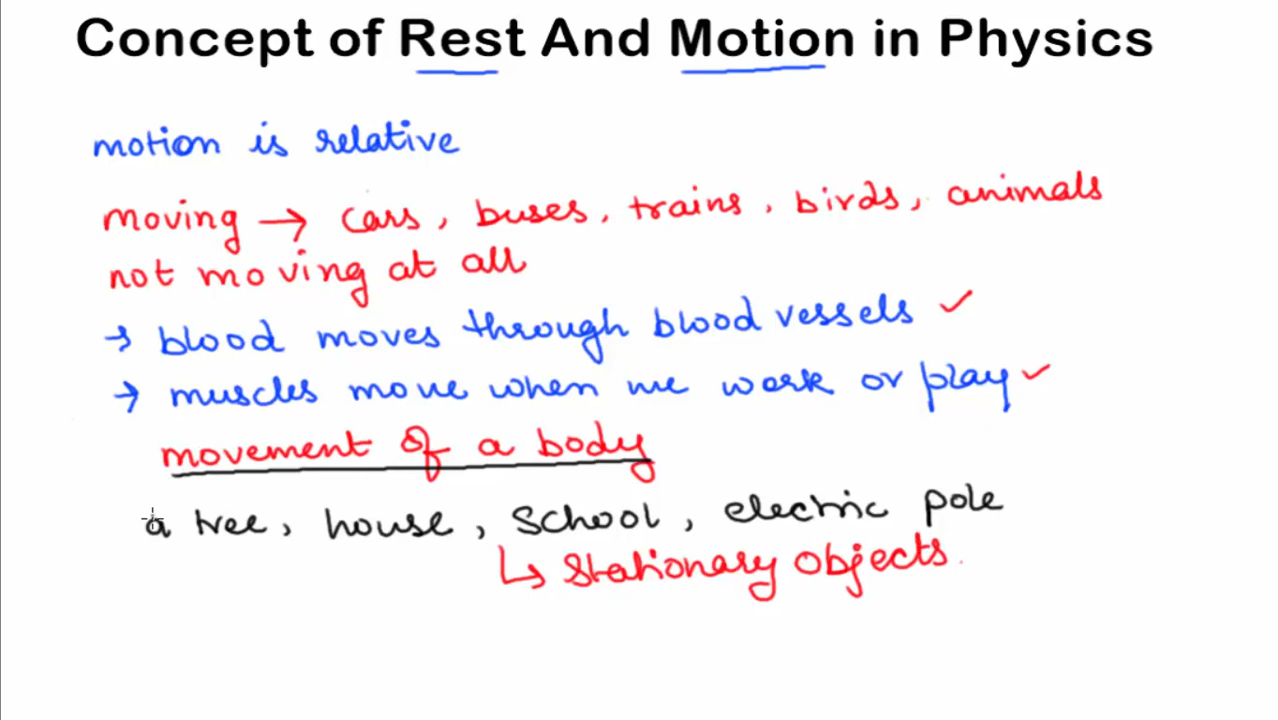 Concept of Rest And Motion in Physics
motion is relative
moving → cars, buses, trains, birds, animals
not moving at all
→ blood moves through blood vessels ✓
→ muscles move when we work or play ✓
movement of a body
a tree, house, school, electric pole
↳ stationary objects.